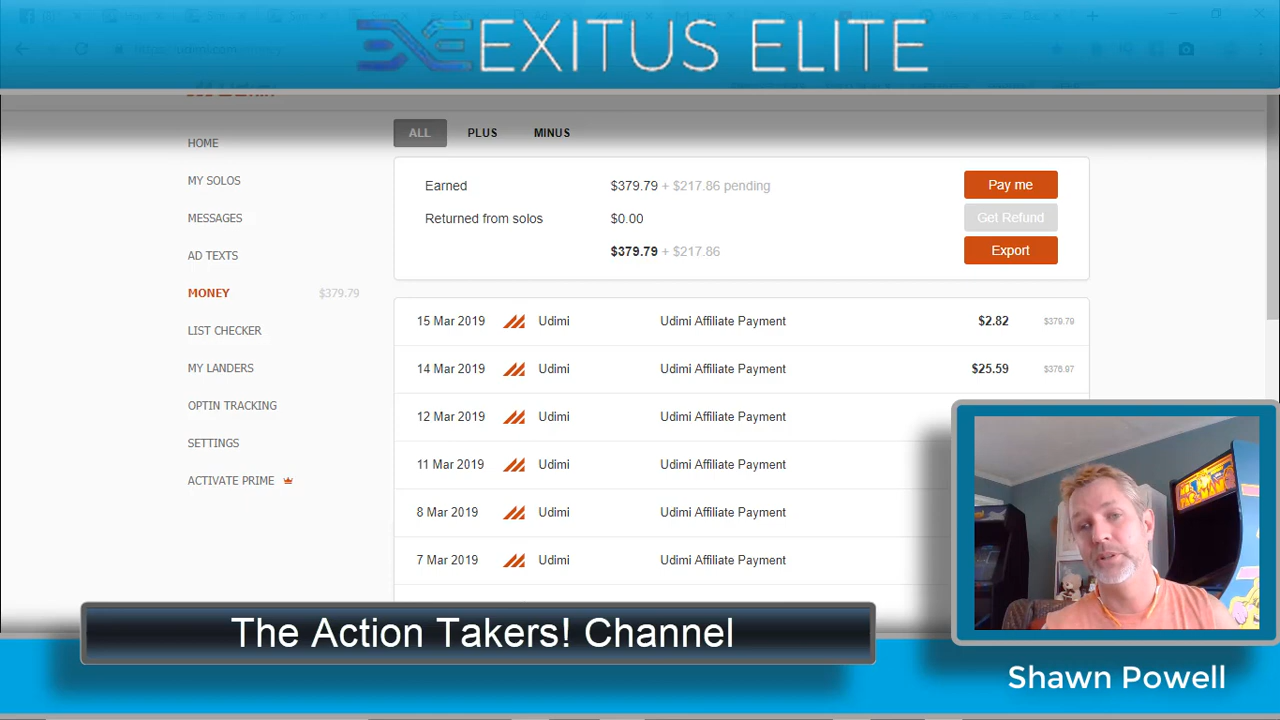 EXITUS ELITE
ALL PLUS MINUS
HOME
MY SOLOS
MESSAGES
AD TEXTS
MONEY $379.79
LIST CHECKER
MY LANDERS
OPTIN TRACKING
SETTINGS
ACTIVATE PRIME
Earned $379.79 + $217.86 pending Pay me
Returned from solos $0.00 Get Refund
$379.79 + $217.86 Export
15 Mar 2019 Udimi Udimi Affiliate Payment $2.82 $379.79
14 Mar 2019 Udimi Udimi Affiliate Payment $25.59 $376.97
12 Mar 2019 Udimi Udimi Affiliate Payment
11 Mar 2019 Udimi Udimi Affiliate Payment
8 Mar 2019 Udimi Udimi Affiliate Payment
7 Mar 2019 Udimi Udimi Affiliate Payment
The Action Takers! Channel
Shawn Powell